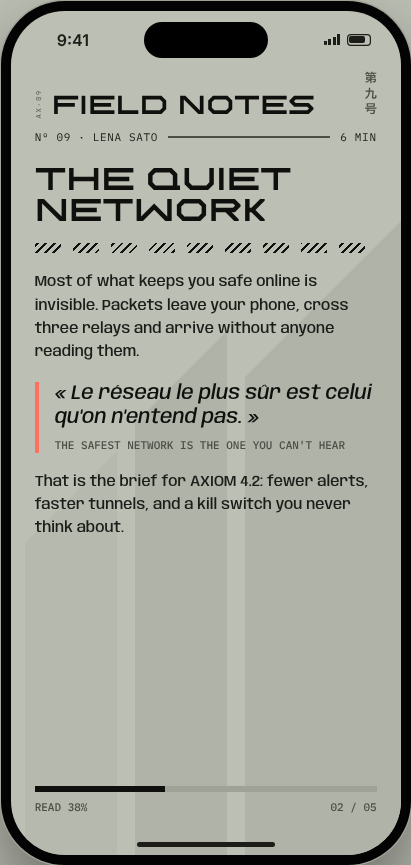 9:41
AX-09
FIELD NOTES
第九号
Nº 09 · LENA SATO
6 MIN
THE QUIET
NETWORK
Most of what keeps you safe online is
invisible. Packets leave your phone, cross
three relays and arrive without anyone
reading them.
« Le réseau le plus sûr est celui
qu'on n'entend pas. »
THE SAFEST NETWORK IS THE ONE YOU CAN'T HEAR
That is the brief for AXIOM 4.2: fewer alerts,
faster tunnels, and a kill switch you never
think about.
READ 38%
02 / 05